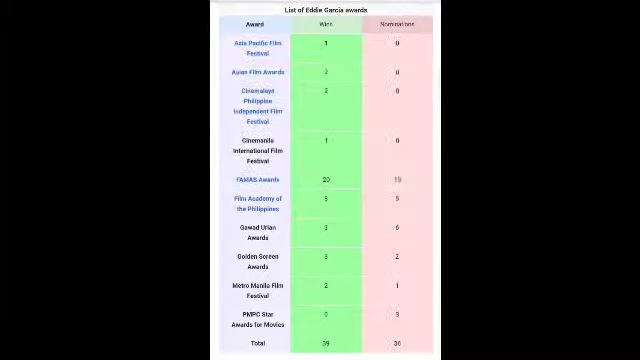 List of Eddie Garcia awards
Award Wins Nominations
Asia Pacific Film 1 0
Festival
Asian Film Awards 2 0
Cinemalaya 2 0
Philippine
Independent Film
Festival
Cinemanila 1 0
International Film
Festival
FAMAS Awards 20 19
Film Academy of 5 5
the Philippines
Gawad Urian 3 6
Awards
Golden Screen 3 2
Awards
Metro Manila Film 2 1
Festival
PMPC Star 0 3
Awards for Movies
Total 39 36